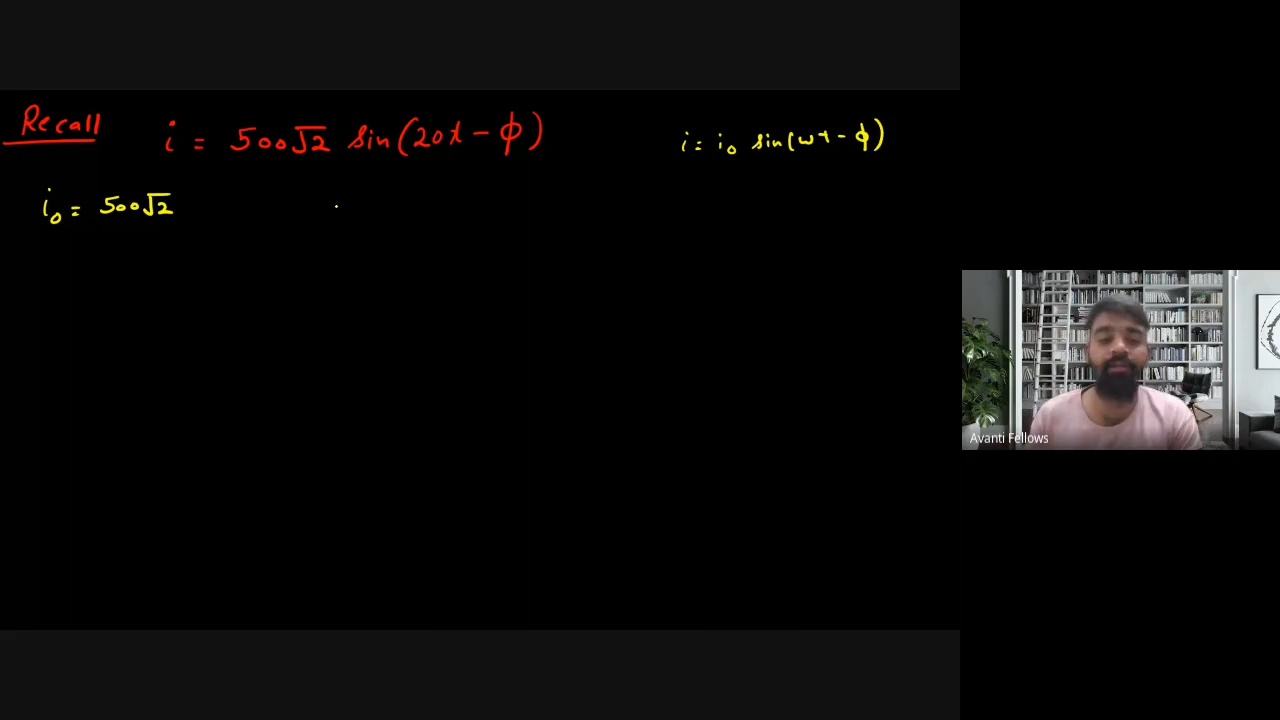 Recall
i = 500√2 sin(20t - ϕ)
i = i₀ sin(ωt - ϕ)
i₀ = 500√2
Avanti Fellows